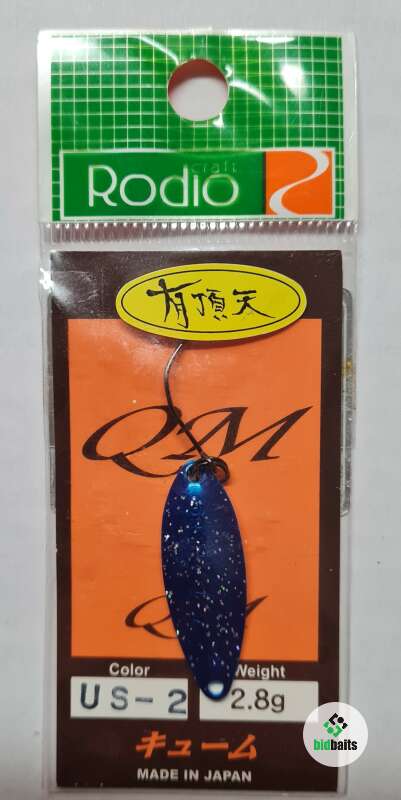 craft
Rodio
有頂天
QM
QM
Color Weight
US-2 2.8g
キューム
MADE IN JAPAN
bidbaits